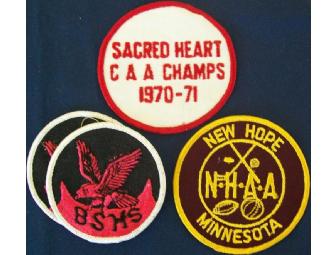 SACRED HEART
C A A CHAMPS
1970-71
BSHS
NEW HOPE
N·H·A·A
MINNESOTA